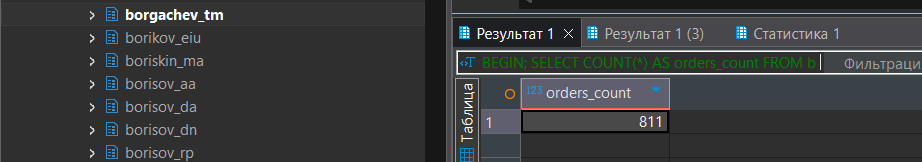 borgachev_tm
borikov_eiu
boriskin_ma
borisov_aa
borisov_da
borisov_dn
borisov_rp
Результат 1
Результат 1 (3)
Статистика 1
BEGIN; SELECT COUNT(*) AS orders_count FROM b
Фильтраци
Таблица
123 orders_count
1
811